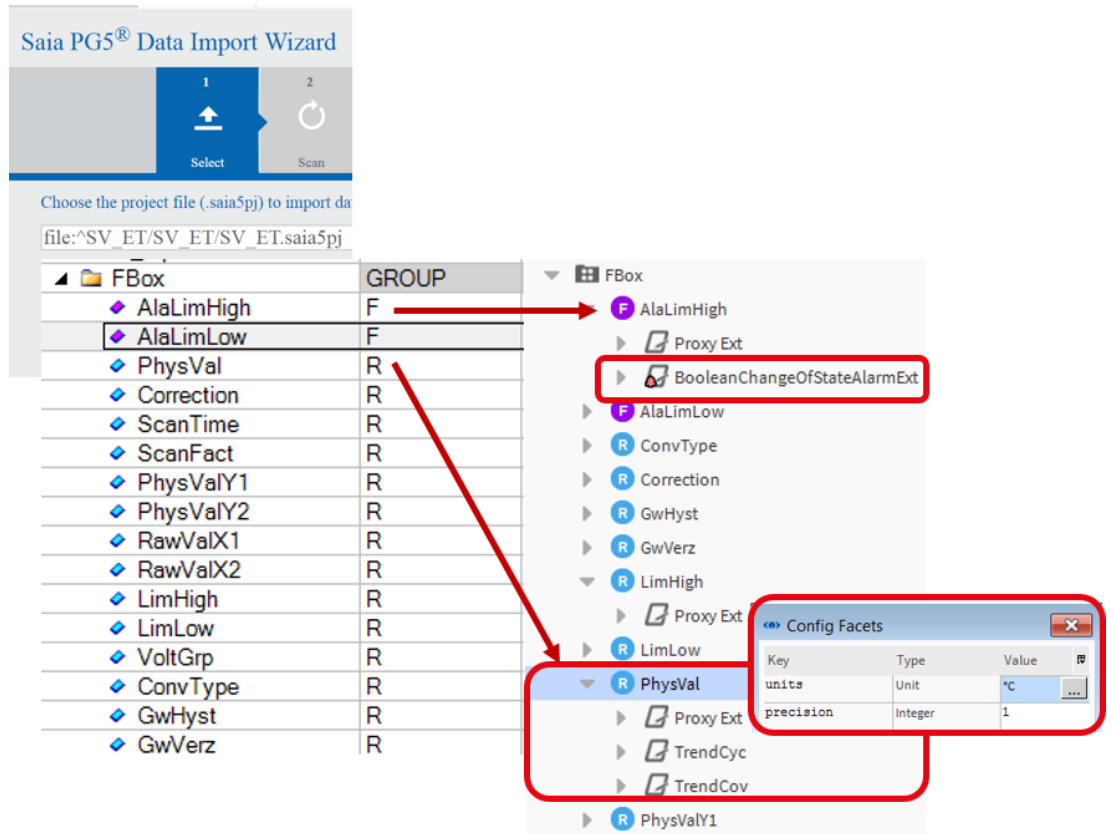 Saia PG5® Data Import Wizard
1
2
Select
Scan
Choose the project file (.saia5pj) to import da
file:^SV_ET/SV_ET/SV_ET.saia5pj
FBox GROUP
AlaLimHigh F
AlaLimLow F
PhysVal R
Correction R
ScanTime R
ScanFact R
PhysValY1 R
PhysValY2 R
RawValX1 R
RawValX2 R
LimHigh R
LimLow R
VoltGrp R
ConvType R
GwHyst R
GwVerz R
FBox
F AlaLimHigh
Proxy Ext
BooleanChangeOfStateAlarmExt
F AlaLimLow
R ConvType
R Correction
R GwHyst
R GwVerz
R LimHigh
Proxy Ext
R LimLow
R PhysVal
Proxy Ext
TrendCyc
TrendCov
R PhysValY1
Config Facets
Key Type Value
units Unit °C ...
precision Integer 1